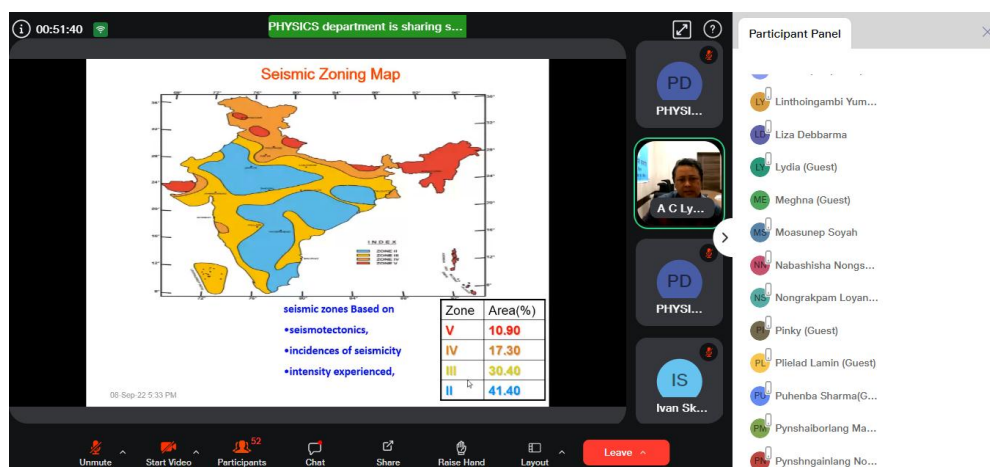 00:51:40
PHYSICS department is sharing s...
Participant Panel
Seismic Zoning Map
INDEX
ZONE II
ZONE III
ZONE IV
ZONE V
seismic zones Based on
•seismotectonics,
•incidences of seismicity
•intensity experienced,
Zone Area(%)
V 10.90
IV 17.30
III 30.40
II 41.40
08-Sep-22 5:33 PM
PD
PHYSI...
A C Ly...
PD
PHYSI...
IS
Ivan Sk...
Linthoingambi Yum...
LD Liza Debbarma
Lydia (Guest)
ME Meghna (Guest)
Moasunep Soyah
Nabashisha Nongs...
Nongrakpam Loyan...
Pinky (Guest)
Plielad Lamin (Guest)
Puhenba Sharma(G...
Pynshaiborlang Ma...
Pynshngainlang No...
Unmute
Start Video
52
Participants
Chat
Share
Raise Hand
Layout
Leave